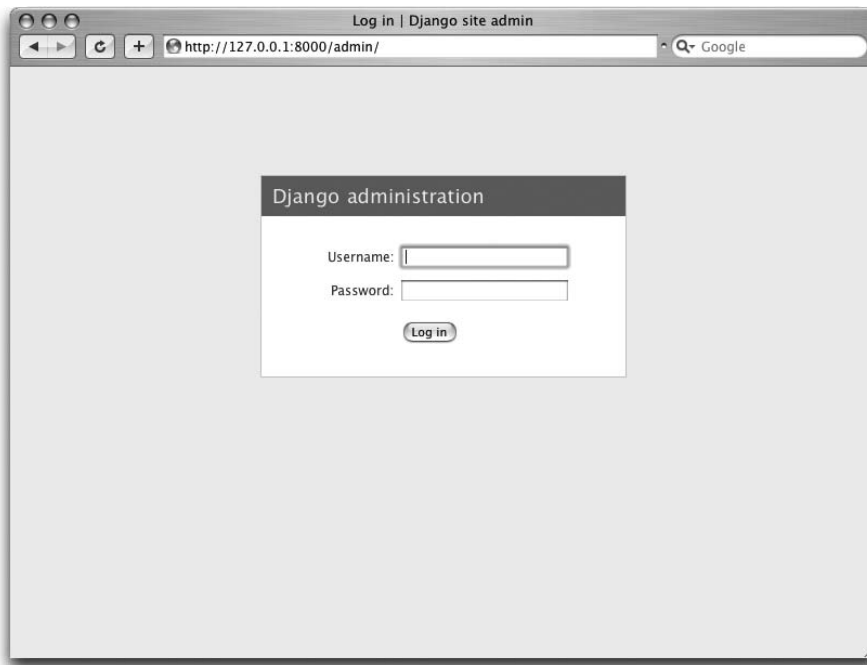 Log in | Django site admin
http://127.0.0.1:8000/admin/
Google
Django administration
Username:
Password:
Log in